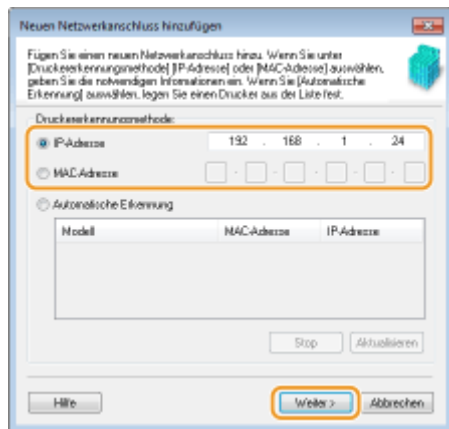 Neuen Netzwerkanschluss hinzufügen
Fügen Sie einen neuen Netzwerkanschluss hinzu. Wenn Sie unter
[Druckererkennungsmethode] [IP-Adresse] oder [MAC-Adresse] auswählen,
geben Sie die notwendigen Informationen ein. Wenn Sie [Automatische
Erkennung] auswählen, legen Sie einen Drucker aus der Liste fest.
Druckererkennungsmethode:
IP-Adresse 192 . 168 . 1 . 24
MAC-Adresse - - - - -
Automatische Erkennung
Modell MAC-Adresse IP-Adresse
Stop Aktualisieren
Hilfe Weiter > Abbrechen